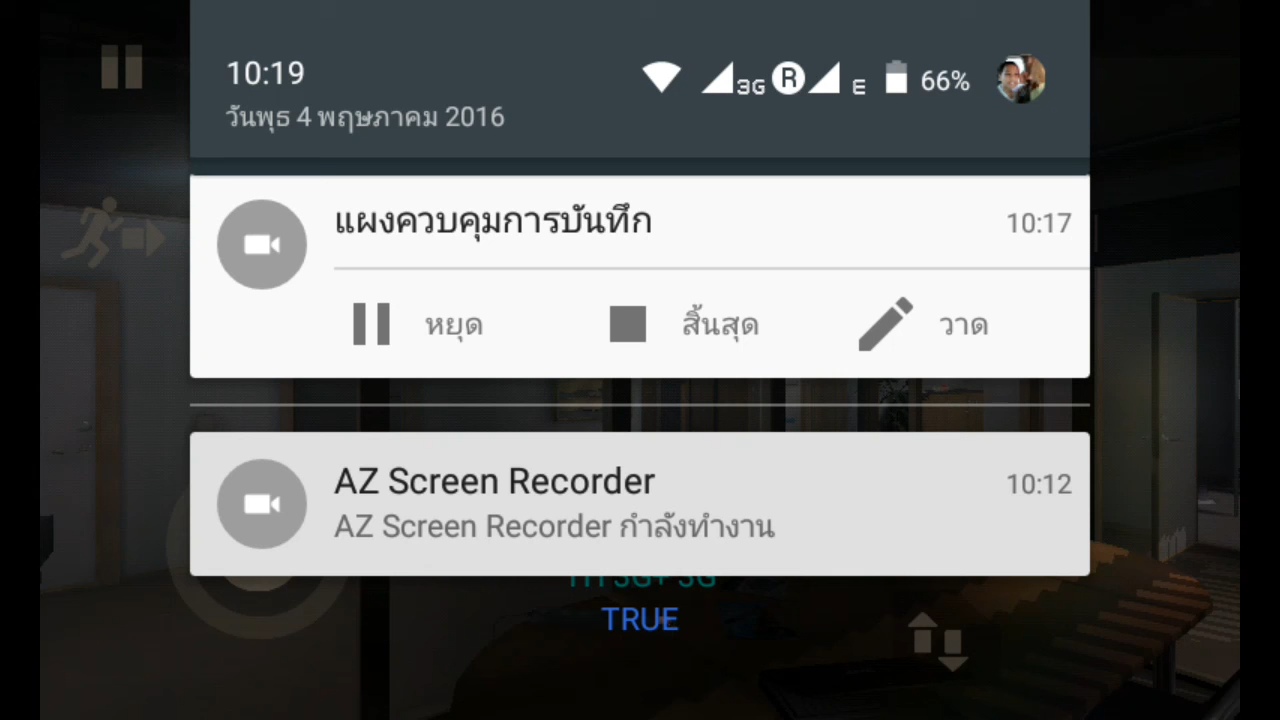 10:19
3G R E 66%
วันพุธ 4 พฤษภาคม 2016
แผงควบคุมการบันทึก 10:17
หยุด สิ้นสุด วาด
AZ Screen Recorder 10:12
AZ Screen Recorder กำลังทำงาน
TRUE